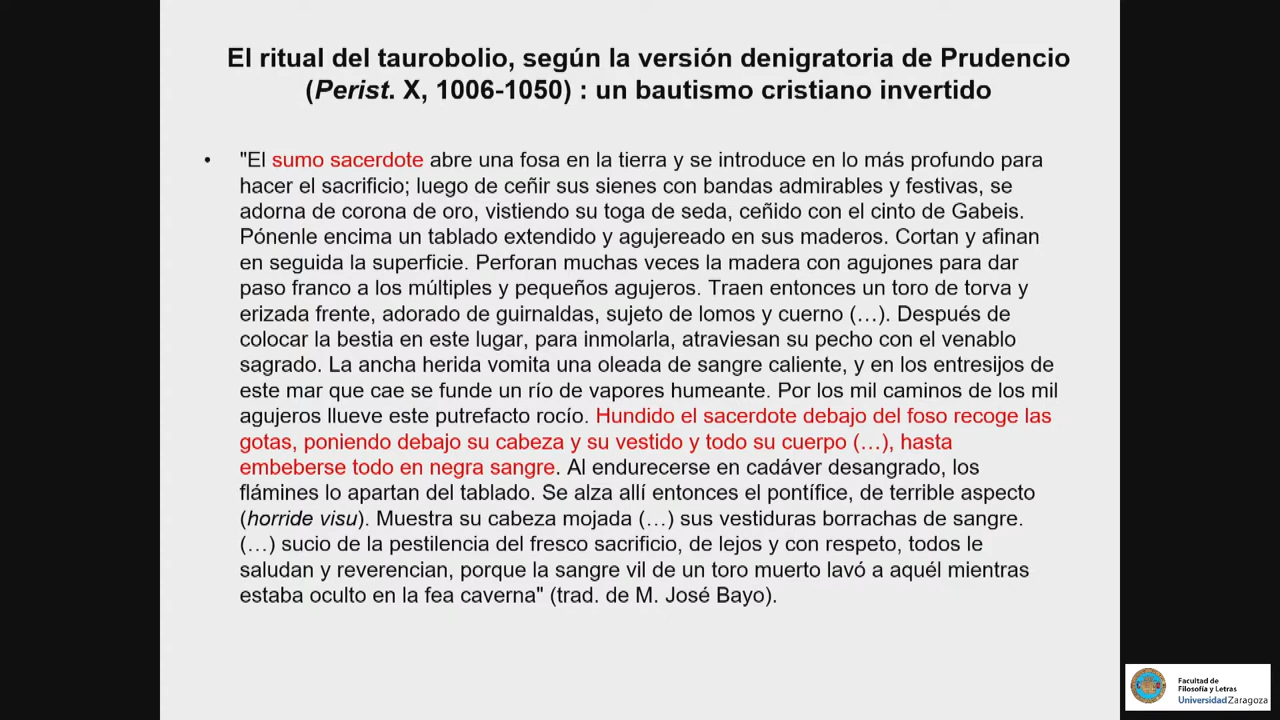 El ritual del taurobolio, según la versión denigratoria de Prudencio
(Perist. X, 1006-1050) : un bautismo cristiano invertido
• "El sumo sacerdote abre una fosa en la tierra y se introduce en lo más profundo para
hacer el sacrificio; luego de ceñir sus sienes con bandas admirables y festivas, se
adorna de corona de oro, vistiendo su toga de seda, ceñido con el cinto de Gabeis.
Pónenle encima un tablado extendido y agujereado en sus maderos. Cortan y afinan
en seguida la superficie. Perforan muchas veces la madera con agujones para dar
paso franco a los múltiples y pequeños agujeros. Traen entonces un toro de torva y
erizada frente, adorado de guirnaldas, sujeto de lomos y cuerno (…). Después de
colocar la bestia en este lugar, para inmolarla, atraviesan su pecho con el venablo
sagrado. La ancha herida vomita una oleada de sangre caliente, y en los entresijos de
este mar que cae se funde un río de vapores humeante. Por los mil caminos de los mil
agujeros llueve este putrefacto rocío. Hundido el sacerdote debajo del foso recoge las
gotas, poniendo debajo su cabeza y su vestido y todo su cuerpo (…), hasta
embeberse todo en negra sangre. Al endurecerse en cadáver desangrado, los
flámines lo apartan del tablado. Se alza allí entonces el pontífice, de terrible aspecto
(horride visu). Muestra su cabeza mojada (…) sus vestiduras borrachas de sangre.
(…) sucio de la pestilencia del fresco sacrificio, de lejos y con respeto, todos le
saludan y reverencian, porque la sangre vil de un toro muerto lavó a aquél mientras
estaba oculto en la fea caverna" (trad. de M. José Bayo).
Facultad de
Filosofía y Letras
Universidad Zaragoza